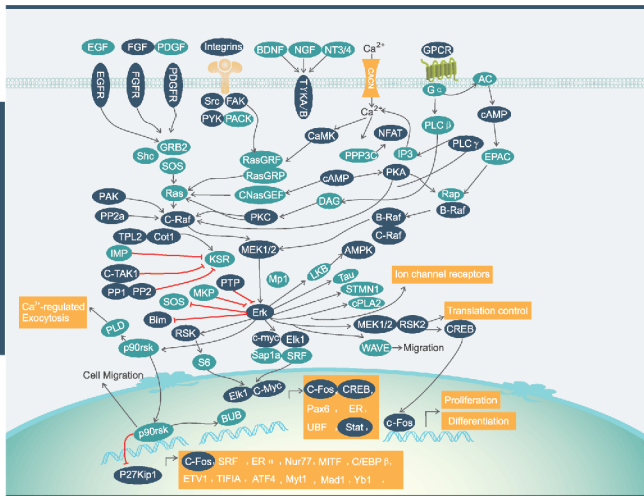 EGF FGF PDGF Integrins BDNF NGF NT3/4 Ca²⁺ GPCR
EGFR FGFR PDGFR TYKA/B CACN Gα AC
Src FAK
PYK PACK
Ca²⁺ cAMP
PLCβ
CaMK NFAT PLCγ
GRB2
Shc
SOS
RasGRF PPP3C IP3 EPAC
RasGRP
Ras CNasGEF cAMP PKA
PAK DAG Rap
PP2a C-Raf PKC B-Raf B-Raf
TPL2 Cot1 C-Raf
IMP KSR MEK1/2 AMPK
C-TAK1 Mp1 LKB Tau Ion channel receptors
PP1 PP2 PTP STMN1
SOS MKP cPLA2
Ca²⁺-regulated
Exocytosis
Bim Erk Translation control
PLD RSK c-myc Elk1 MEK1/2 RSK2 CREB
p90rsk Sap1a SRF WAVE Migration
S6
Cell Migration
Elk1 C-Myc C-Fos CREB,
Pax6 , ER ,
UBF Stat ,
Proliferation
Differentiation
c-Fos
BUB
p90rsk
P27Kip1 C-Fos , SRF , ERα , Nur77 , MITF , C/EBPβ ,
ETV1 , TIFIA , ATF4 , Myt1 , Mad1 , Yb1 ,